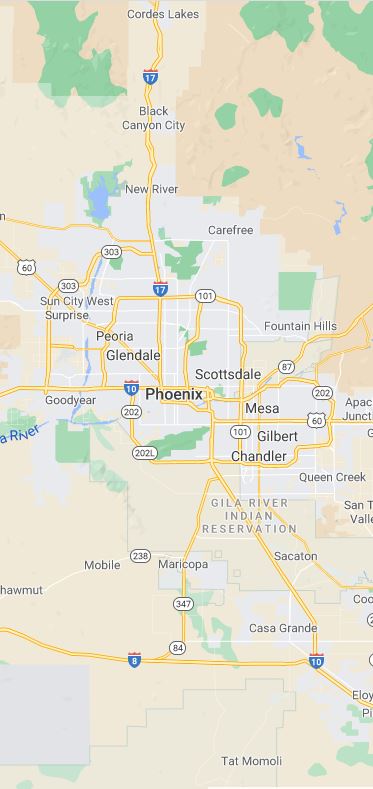 Cordes Lakes
17
Black
Canyon City
New River
n
Carefree
303
60
303
17
101
Sun City West
Surprise
Fountain Hills
Peoria
Glendale
87
Scottsdale
10
Phoenix
202
Goodyear
202
Mesa
Apac
Juncti
60
a River
101
Gilbert
G
202L
Chandler
Queen Creek
GILA RIVER
INDIAN
RESERVATION
San T
Valle
238
Sacaton
Mobile
Maricopa
hawmut
347
Coo
Casa Grande
84
8
10
Eloy
Pi
Tat Momoli